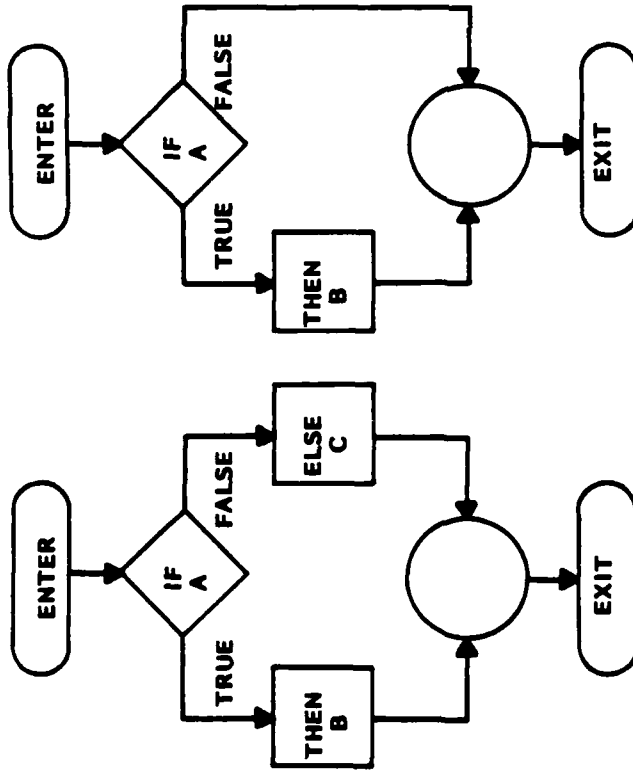 ENTER
IF
A
TRUE
FALSE
THEN
B
ELSE
C
EXIT
ENTER
IF
A
TRUE
FALSE
THEN
B
EXIT